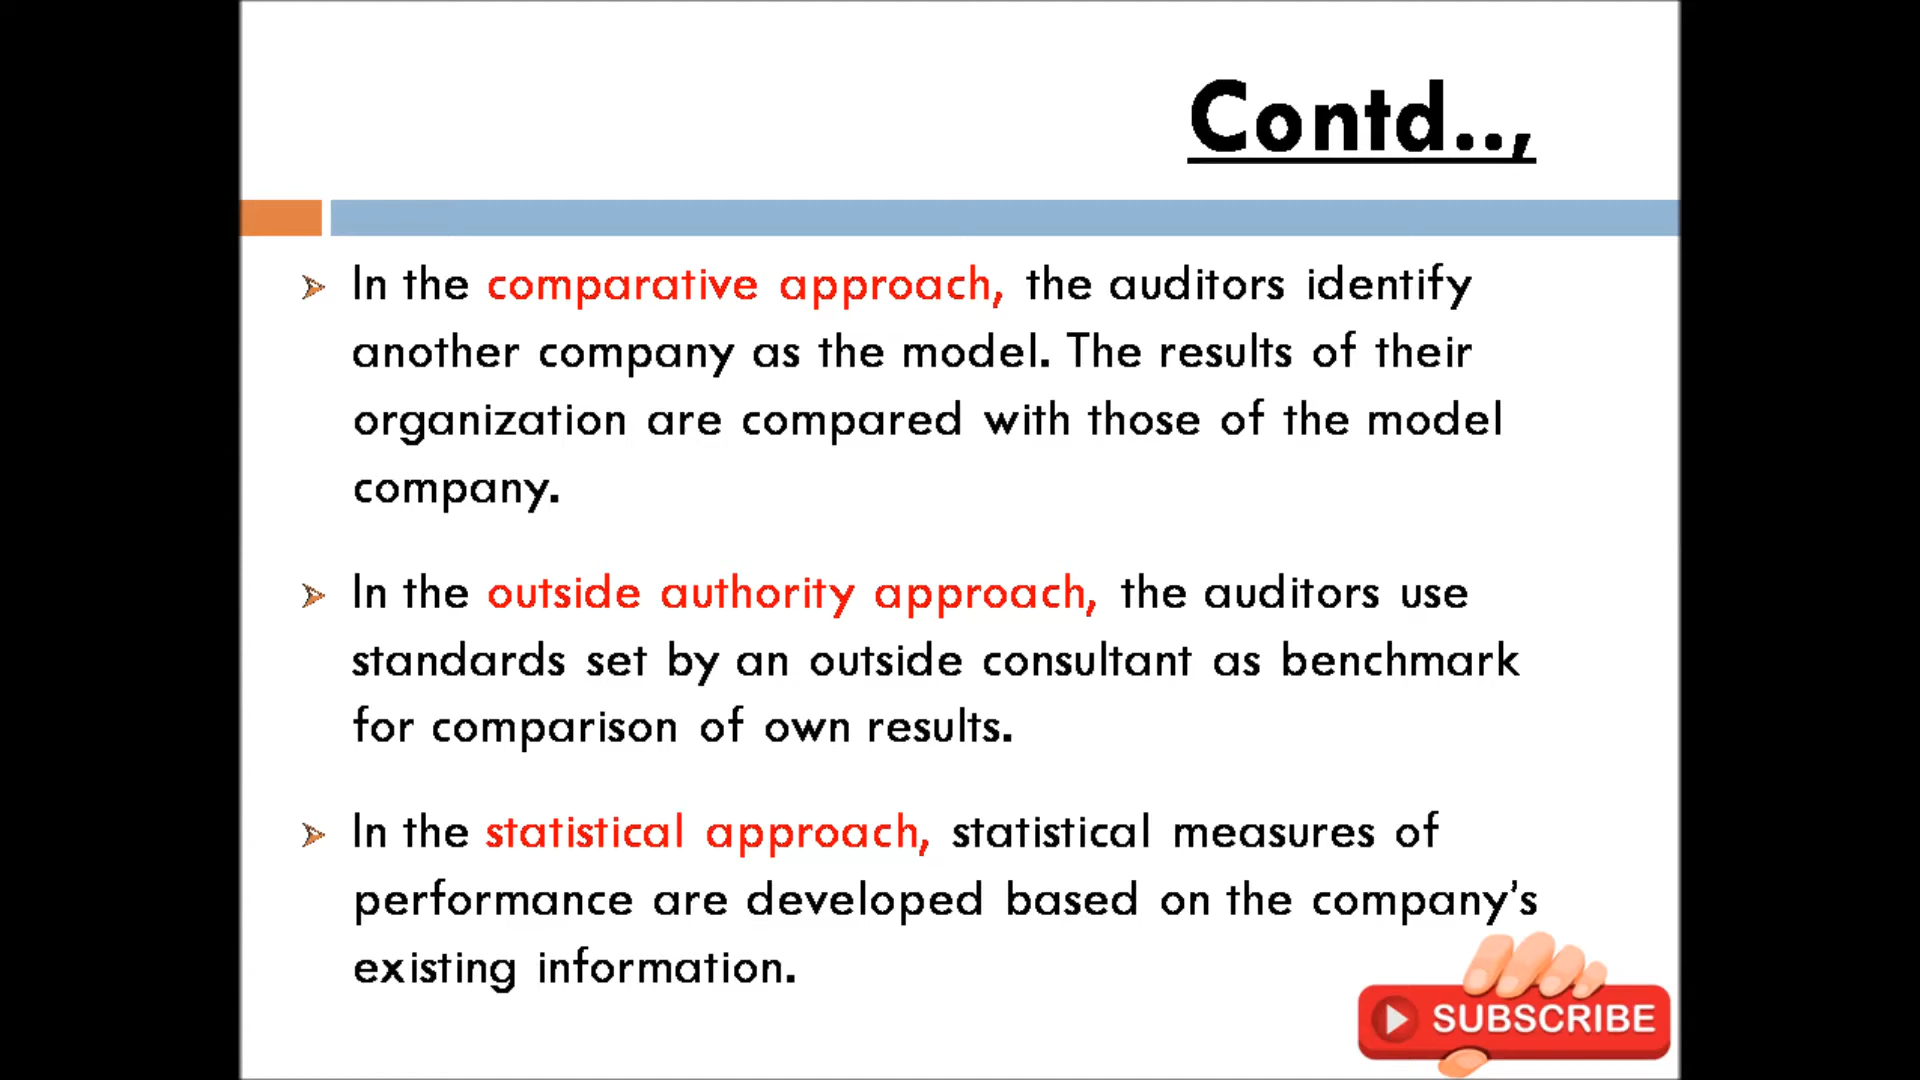 Contd..,
In the comparative approach, the auditors identify
another company as the model. The results of their
organization are compared with those of the model
company.
In the outside authority approach, the auditors use
standards set by an outside consultant as benchmark
for comparison of own results.
In the statistical approach, statistical measures of
performance are developed based on the company's
existing information.
SUBSCRIBE